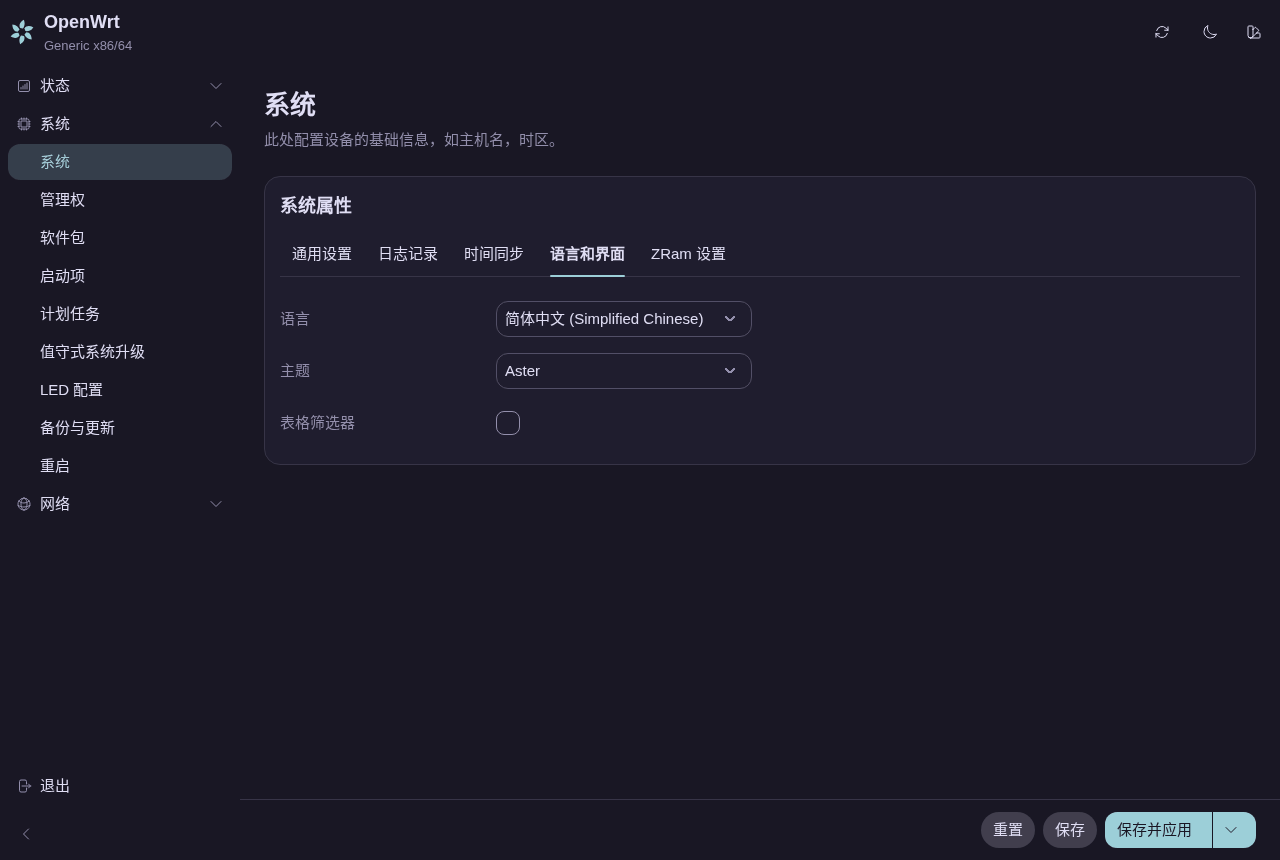 OpenWrt
Generic x86/64
状态
系统
系统
管理权
软件包
启动项
计划任务
值守式系统升级
LED 配置
备份与更新
重启
网络
退出
系统
此处配置设备的基础信息，如主机名，时区。
系统属性
通用设置 日志记录 时间同步 语言和界面 ZRam 设置
语言 简体中文 (Simplified Chinese)
主题 Aster
表格筛选器
重置 保存 保存并应用